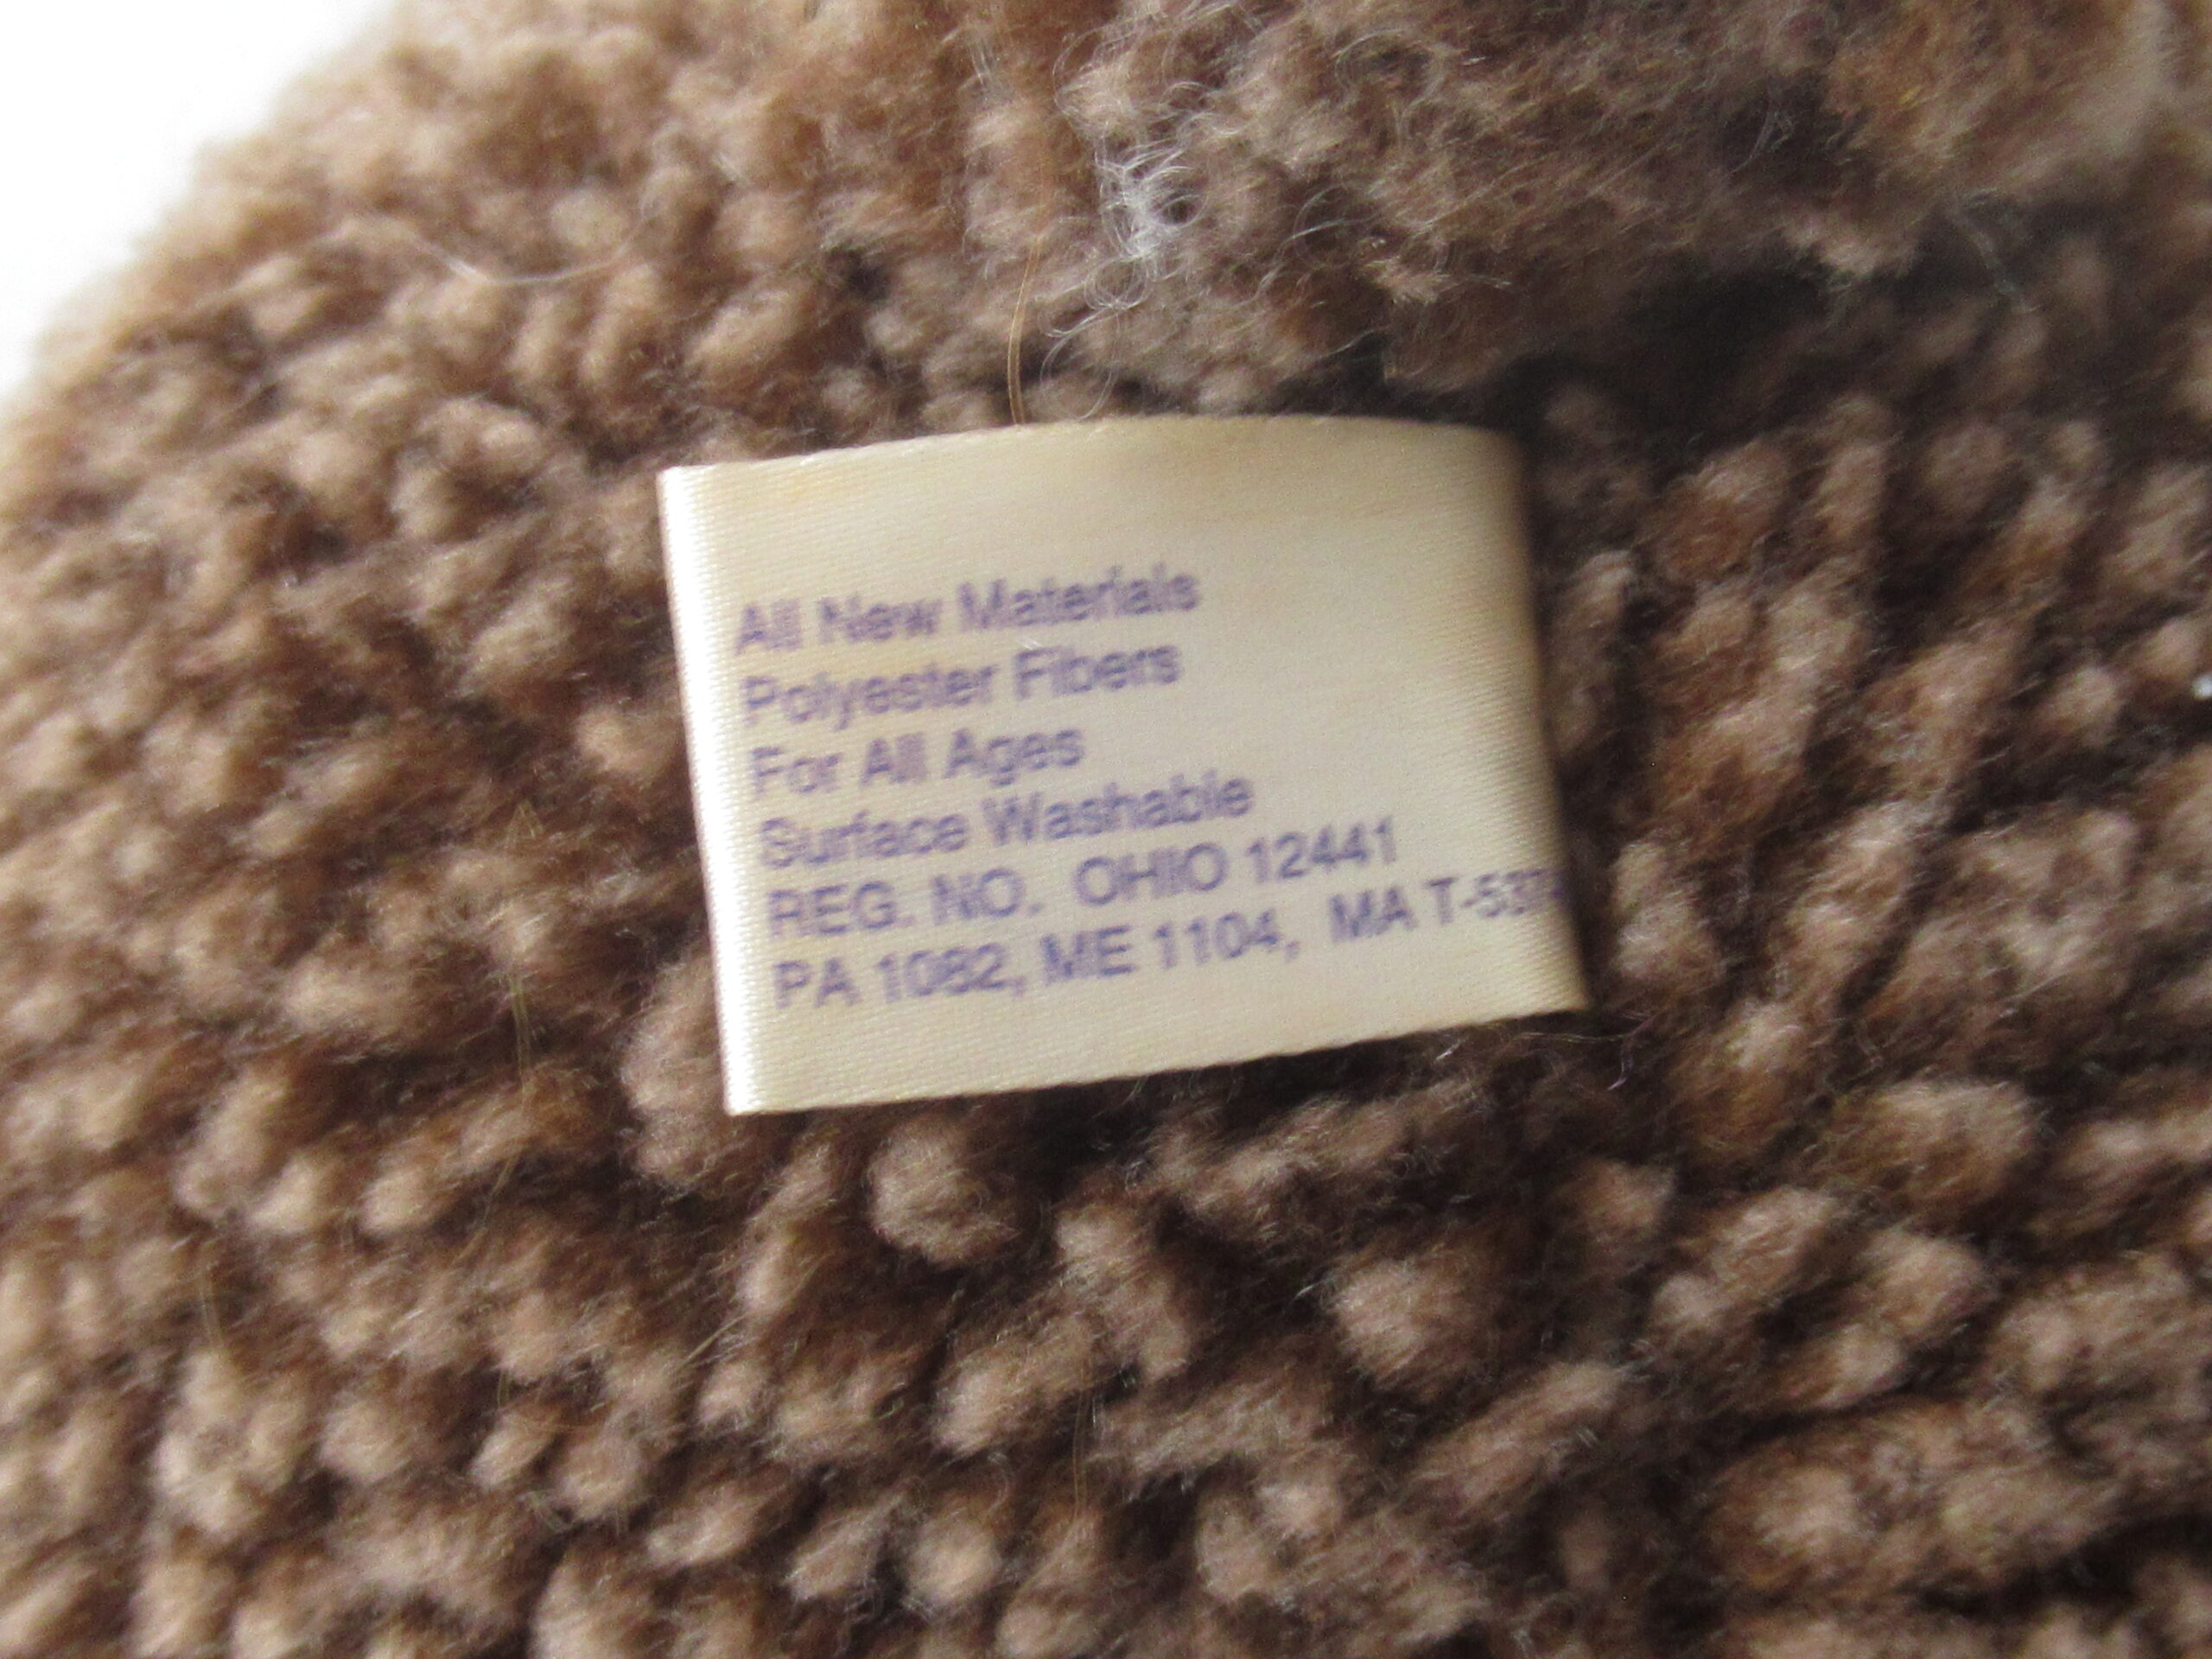 All New Materials
Polyester Fibers
For All Ages
Surface Washable
REG. NO. OHIO 12441
PA 1082, ME 1104, MA